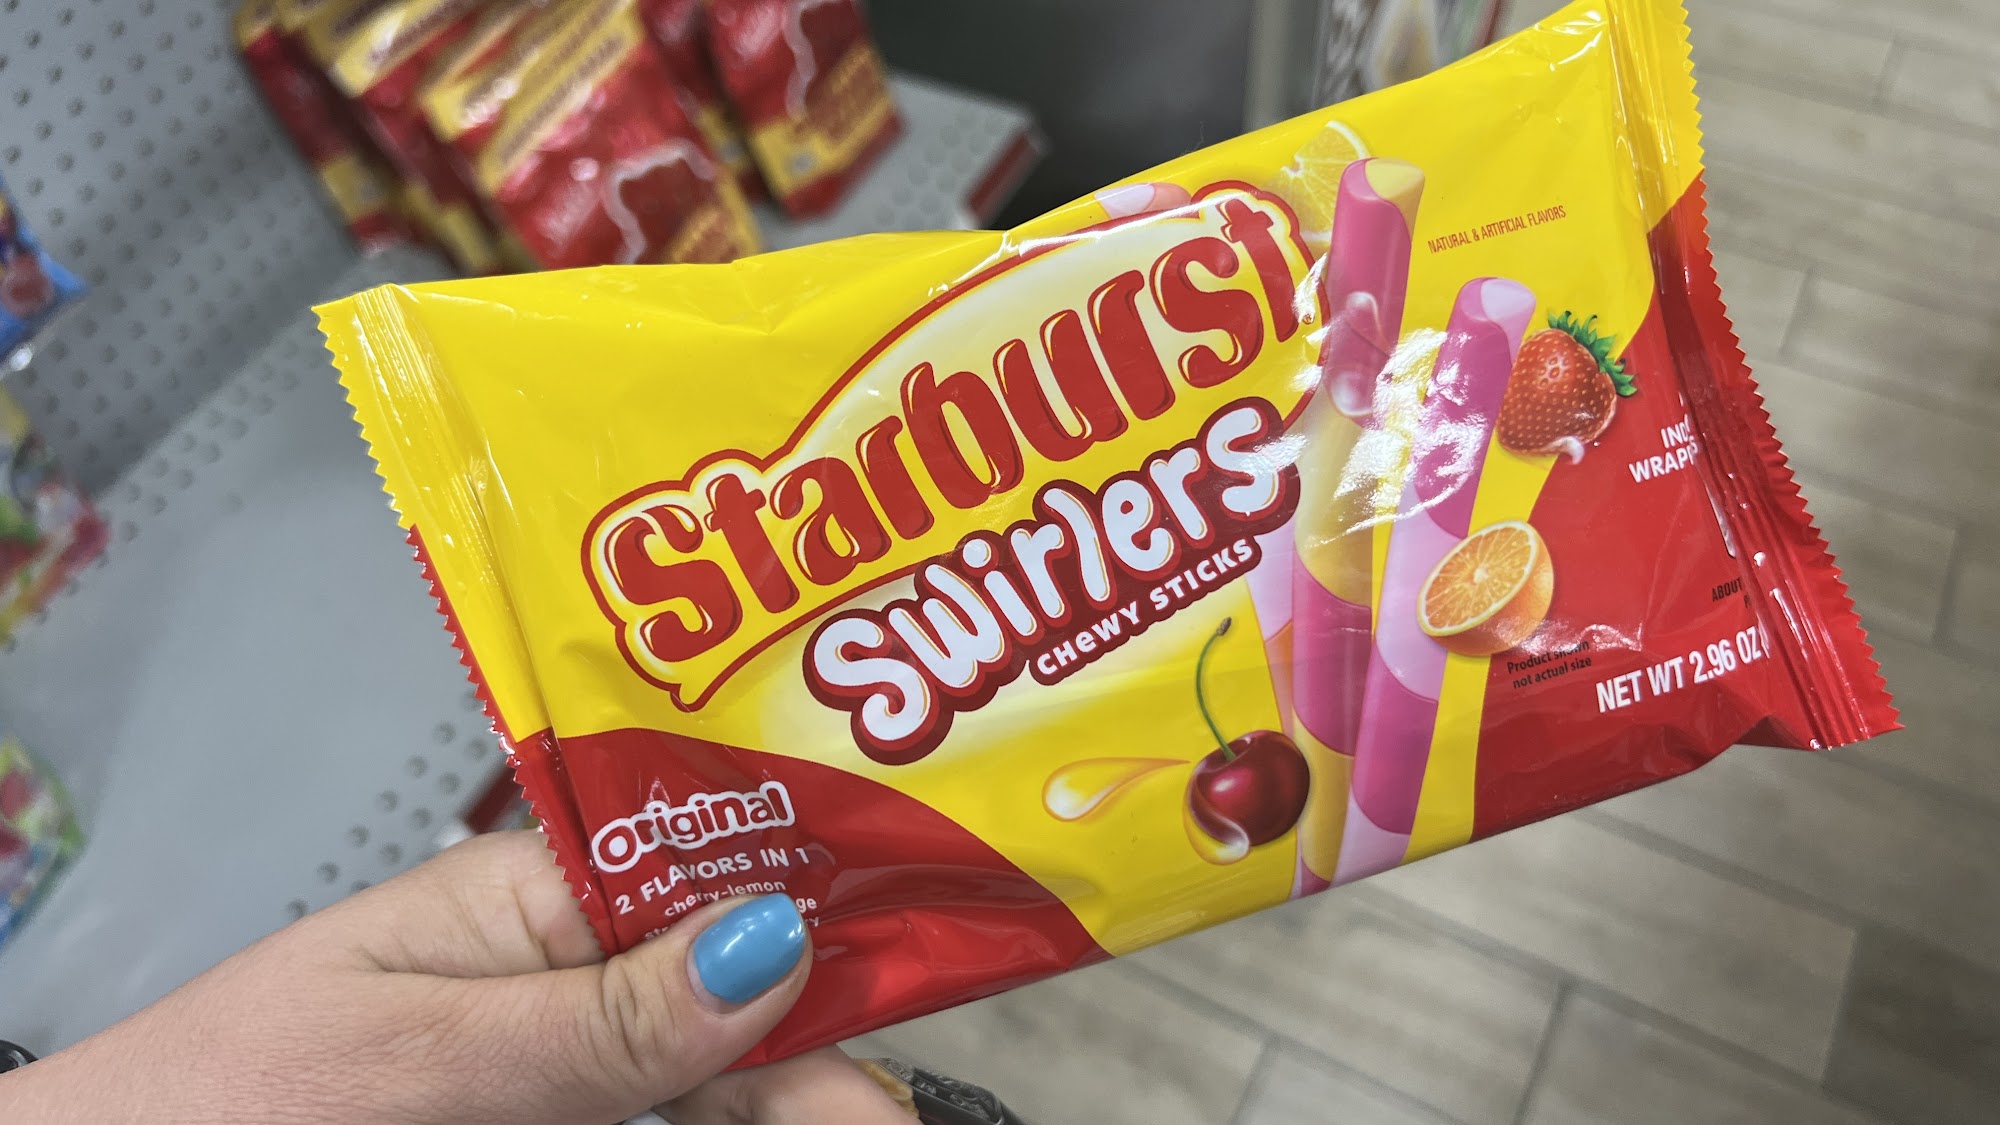 Starburst
swirlers
CHEWY STICKS
NATURAL & ARTIFICIAL FLAVORS
Product shown
not actual size
NET WT 2.96 OZ
Original
2 FLAVORS IN 1
cherry-lemon